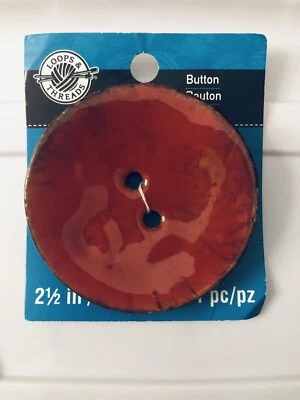 LOOPS &
THREADS
Button
Bouton
2½ in/
pc/pz